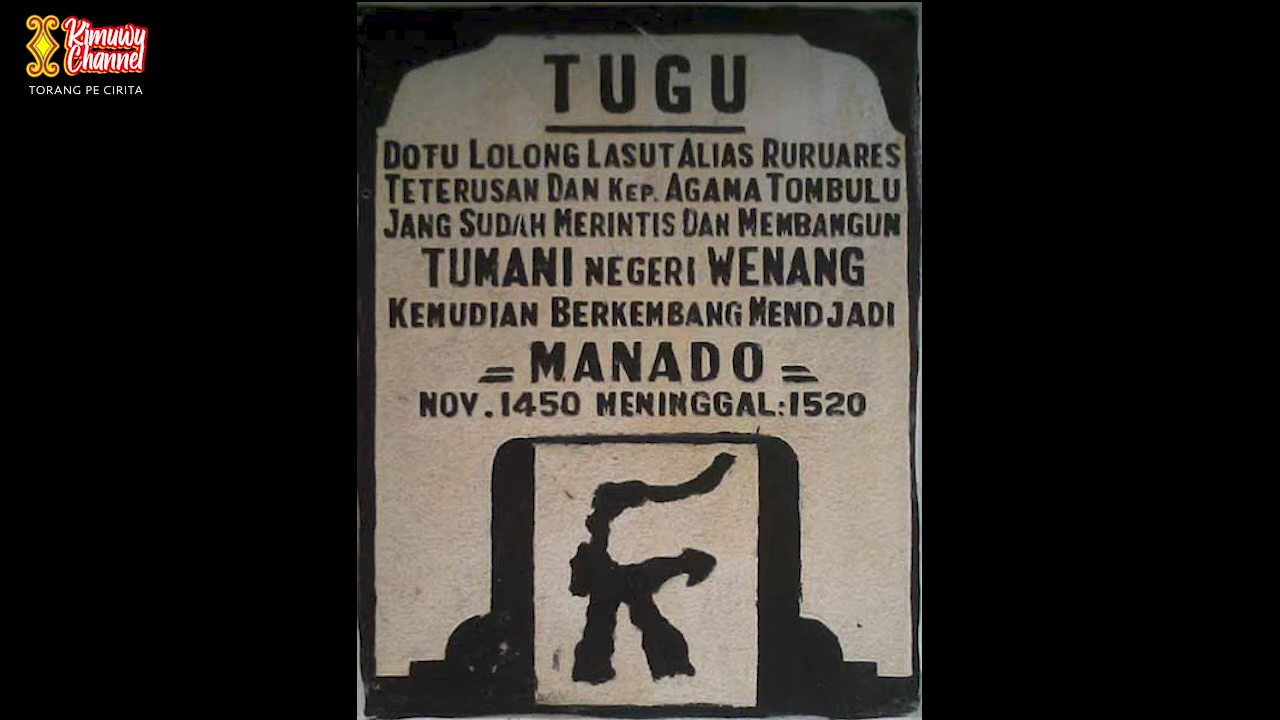 Kimuwy
Channel
TORANG PE CIRITA
TUGU
DOTU LOLONG LASUT ALIAS RURUARES
TETERUSAN DAN KEP. AGAMA TOMBULU
JANG SUDAH MERINTIS DAN MEMBANGUN
TUMANI NEGERI WENANG
KEMUDIAN BERKEMBANG MENDJADI
= MANADO =
NOV. 1450 MENINGGAL: 1520